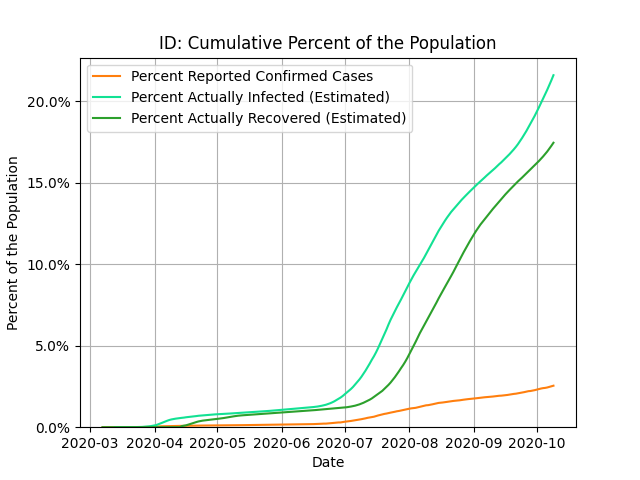 ID: Cumulative Percent of the Population
Percent Reported Confirmed Cases
Percent Actually Infected (Estimated)
Percent Actually Recovered (Estimated)
Percent of the Population
20.0%
15.0%
10.0%
5.0%
0.0%
2020-03 2020-04 2020-05 2020-06 2020-07 2020-08 2020-09 2020-10
Date